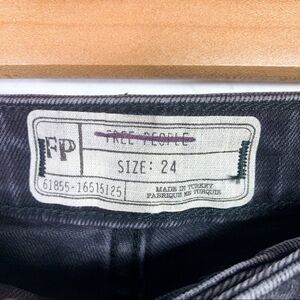 FP
FREE PEOPLE
SIZE: 24
61855-16515125
MADE IN TURKEY
FABRIQUE EN TURQUIE